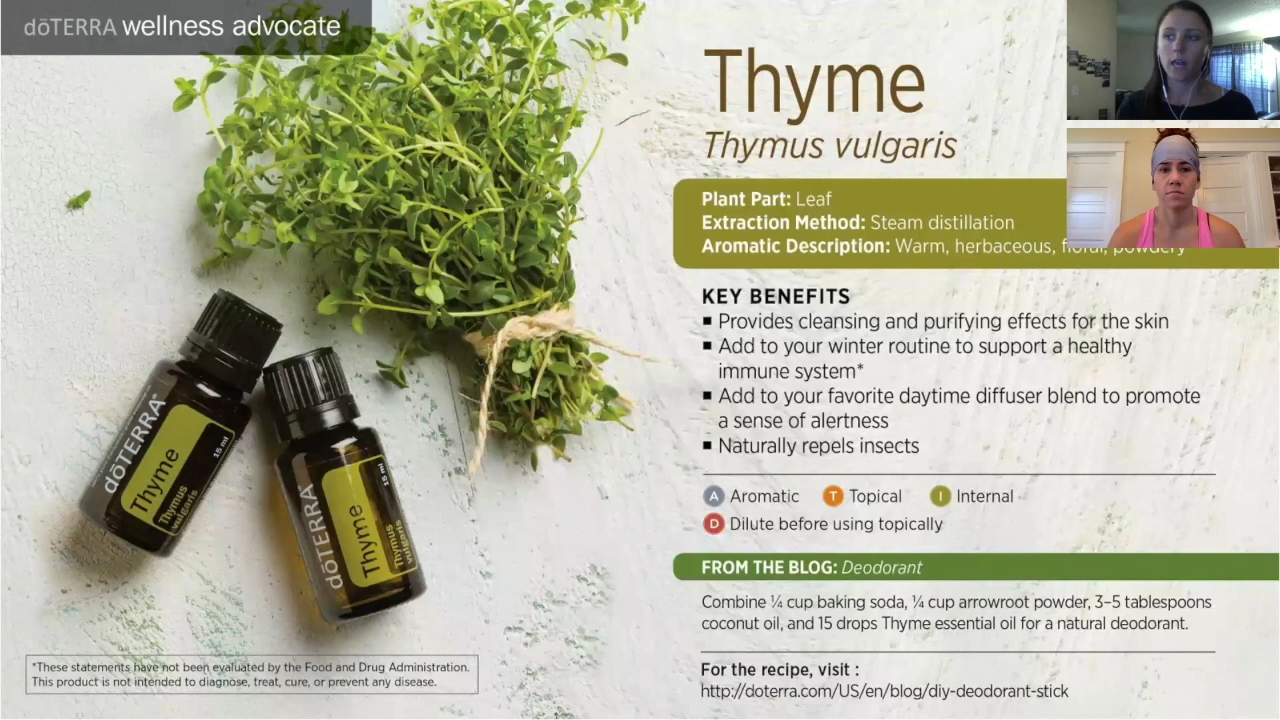 dōTERRA wellness advocate
Thyme
Thymus vulgaris
Plant Part: Leaf
Extraction Method: Steam distillation
Aromatic Description: Warm, herbaceous, floral, powdery
KEY BENEFITS
▪ Provides cleansing and purifying effects for the skin
▪ Add to your winter routine to support a healthy
immune system*
▪ Add to your favorite daytime diffuser blend to promote
a sense of alertness
▪ Naturally repels insects
A Aromatic T Topical I Internal
D Dilute before using topically
FROM THE BLOG: Deodorant
Combine ¼ cup baking soda, ¼ cup arrowroot powder, 3–5 tablespoons
coconut oil, and 15 drops Thyme essential oil for a natural deodorant.
For the recipe, visit :
http://doterra.com/US/en/blog/diy-deodorant-stick
dōTERRA
Thyme
Thymus
vulgaris
15 ml
dōTERRA
Thyme
Thymus
vulgaris
15 ml
*These statements have not been evaluated by the Food and Drug Administration.
This product is not intended to diagnose, treat, cure, or prevent any disease.